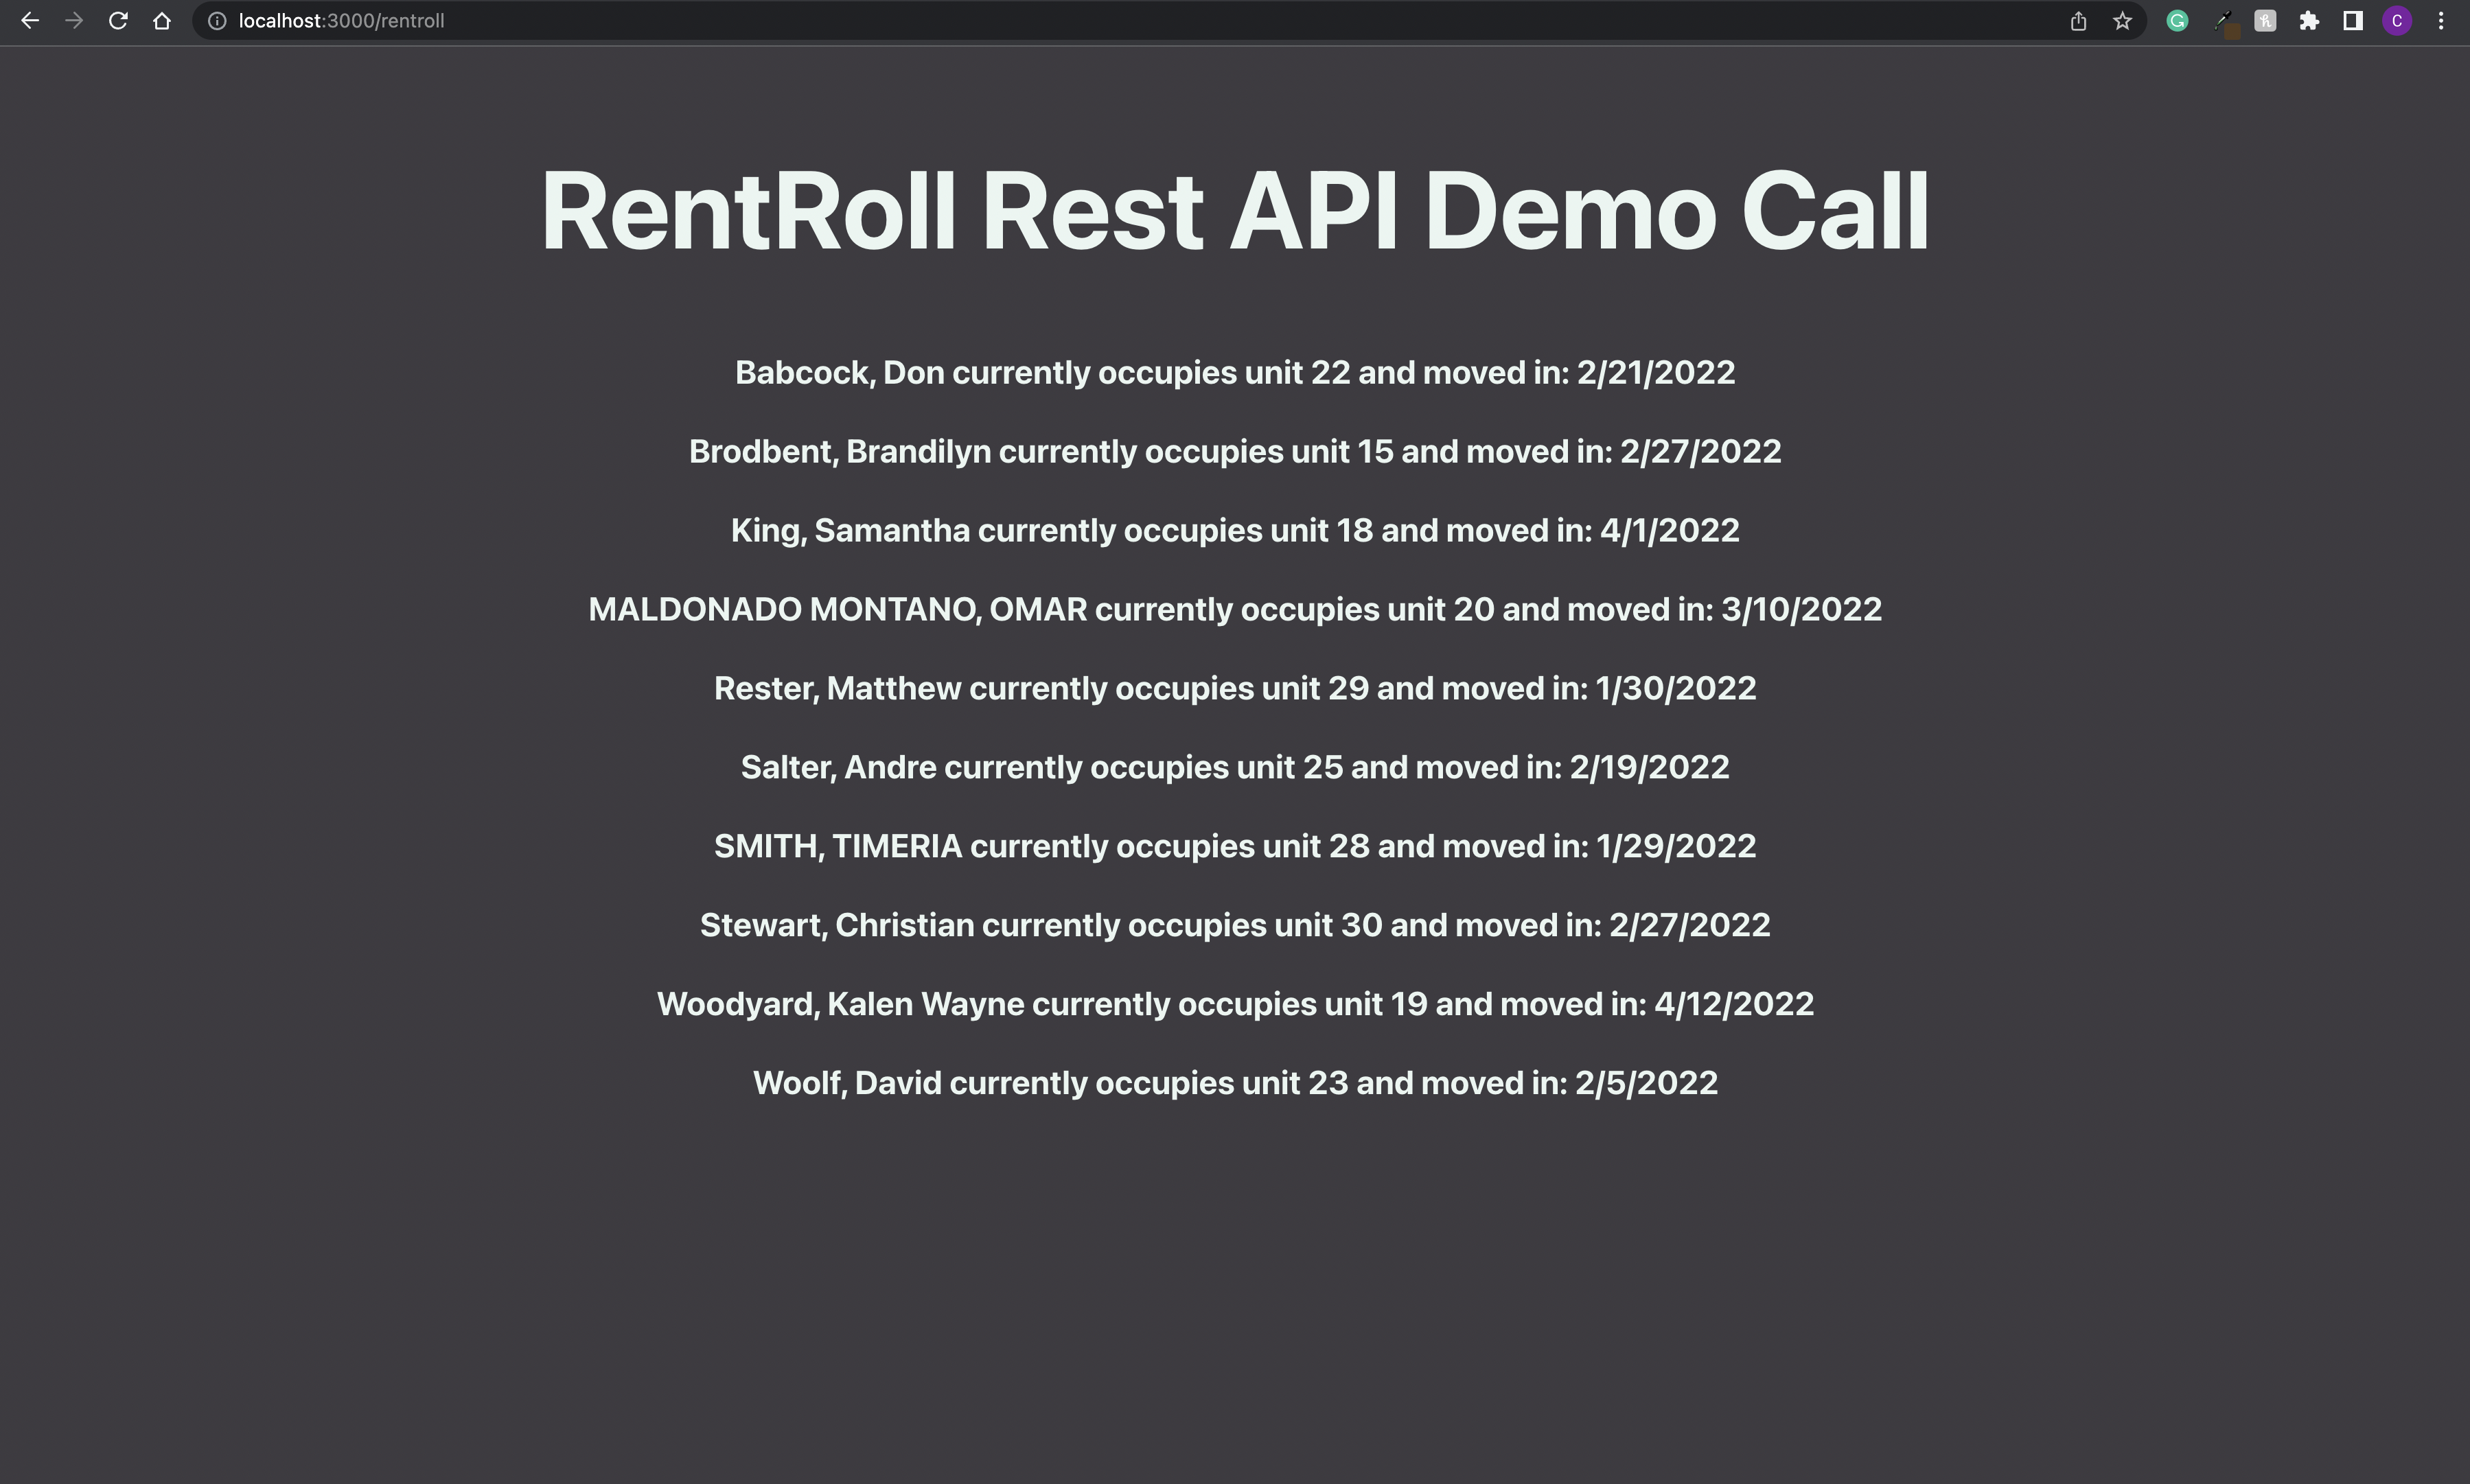 localhost:3000/rentroll
C
RentRoll Rest API Demo Call
Babcock, Don currently occupies unit 22 and moved in: 2/21/2022
Brodbent, Brandilyn currently occupies unit 15 and moved in: 2/27/2022
King, Samantha currently occupies unit 18 and moved in: 4/1/2022
MALDONADO MONTANO, OMAR currently occupies unit 20 and moved in: 3/10/2022
Rester, Matthew currently occupies unit 29 and moved in: 1/30/2022
Salter, Andre currently occupies unit 25 and moved in: 2/19/2022
SMITH, TIMERIA currently occupies unit 28 and moved in: 1/29/2022
Stewart, Christian currently occupies unit 30 and moved in: 2/27/2022
Woodyard, Kalen Wayne currently occupies unit 19 and moved in: 4/12/2022
Woolf, David currently occupies unit 23 and moved in: 2/5/2022